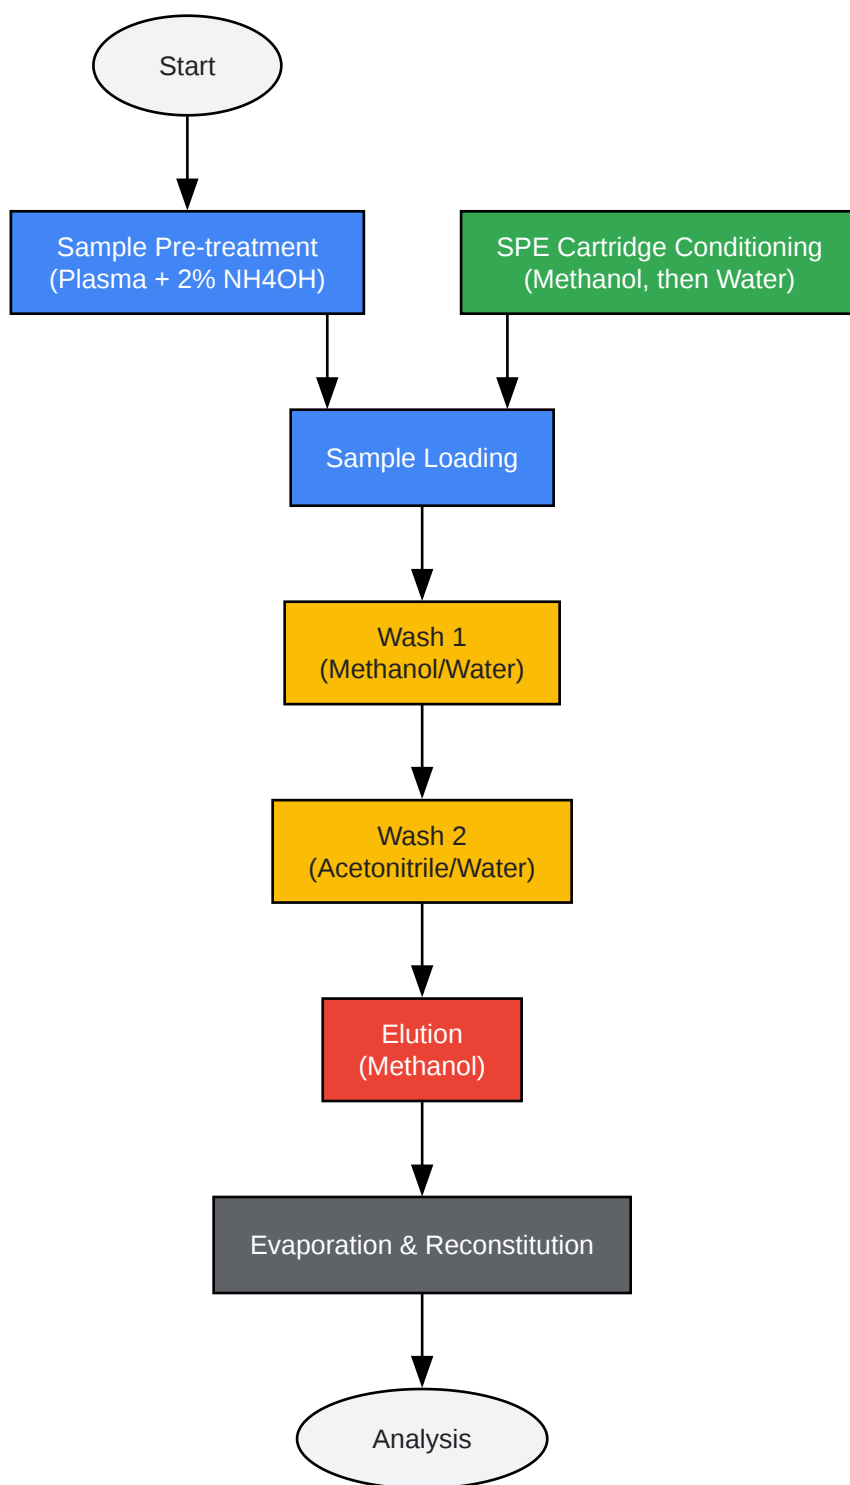 Start
Sample Pre-treatment
(Plasma + 2% NH4OH)
SPE Cartridge Conditioning
(Methanol, then Water)
Sample Loading
Wash 1
(Methanol/Water)
Wash 2
(Acetonitrile/Water)
Elution
(Methanol)
Evaporation & Reconstitution
Analysis